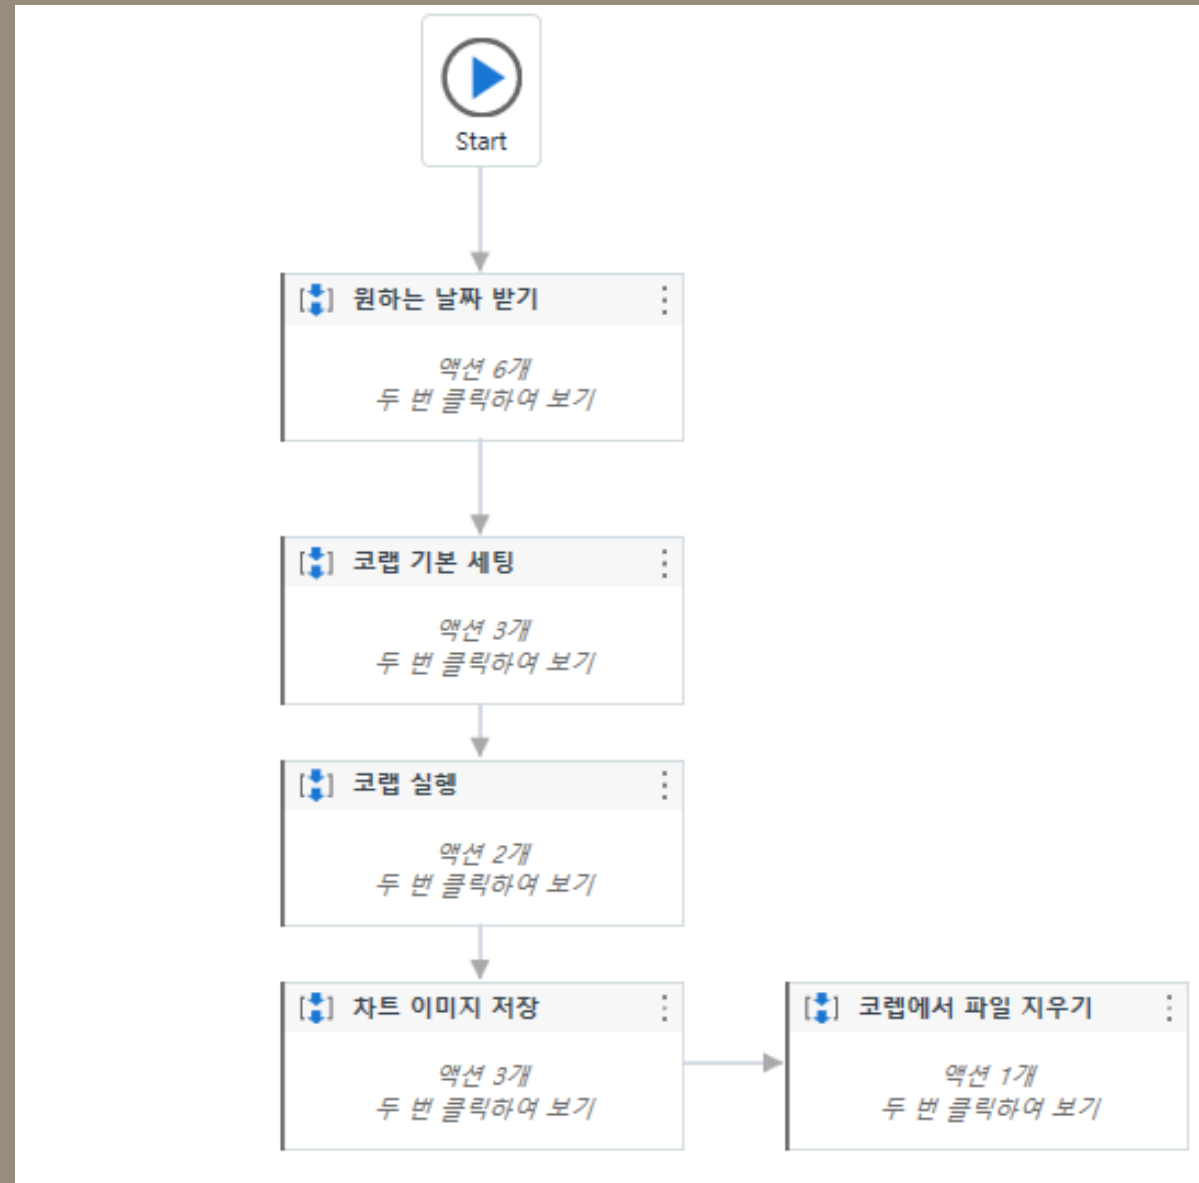 Start
원하는 날짜 받기
액션 6개
두 번 클릭하여 보기
코랩 기본 세팅
액션 3개
두 번 클릭하여 보기
코랩 실헹
액션 2개
두 번 클릭하여 보기
차트 이미지 저장
액션 3개
두 번 클릭하여 보기
코렙에서 파일 지우기
액션 1개
두 번 클릭하여 보기